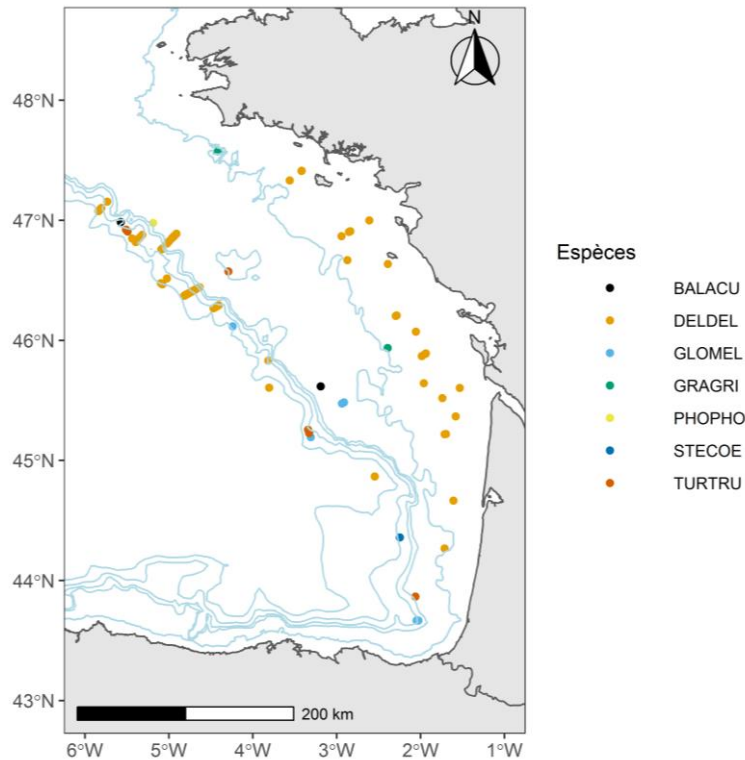 N
48°N
47°N
46°N
45°N
44°N
43°N
200 km
6°W 5°W 4°W 3°W 2°W 1°W
Espèces
BALACU
DELDEL
GLOMEL
GRAGRI
PHOPHO
STECOE
TURTRU